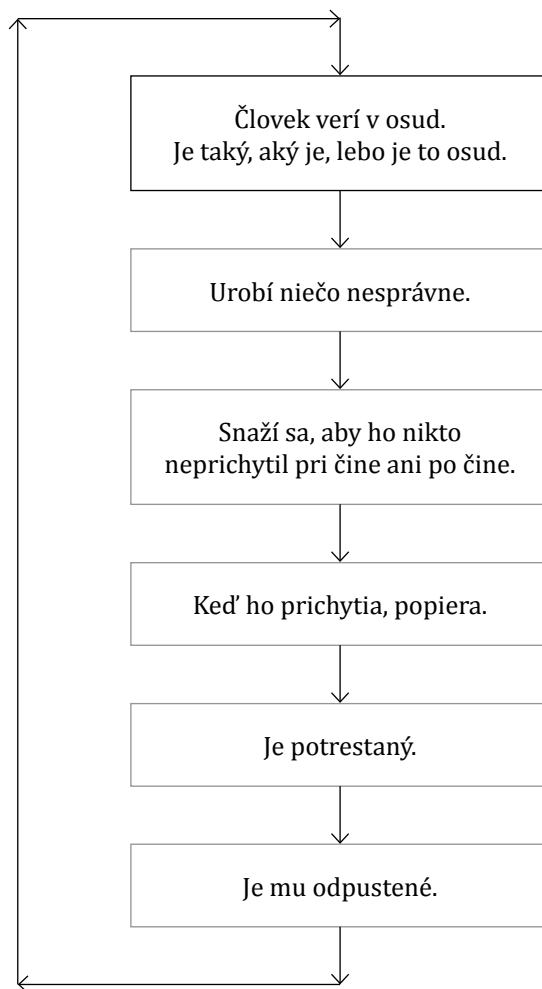 Človek verí v osud.
Je taký, aký je, lebo je to osud.
Urobí niečo nesprávne.
Snaží sa, aby ho nikto
neprichytil pri čine ani po čine.
Keď ho prichytia, popiera.
Je potrestaný.
Je mu odpustené.